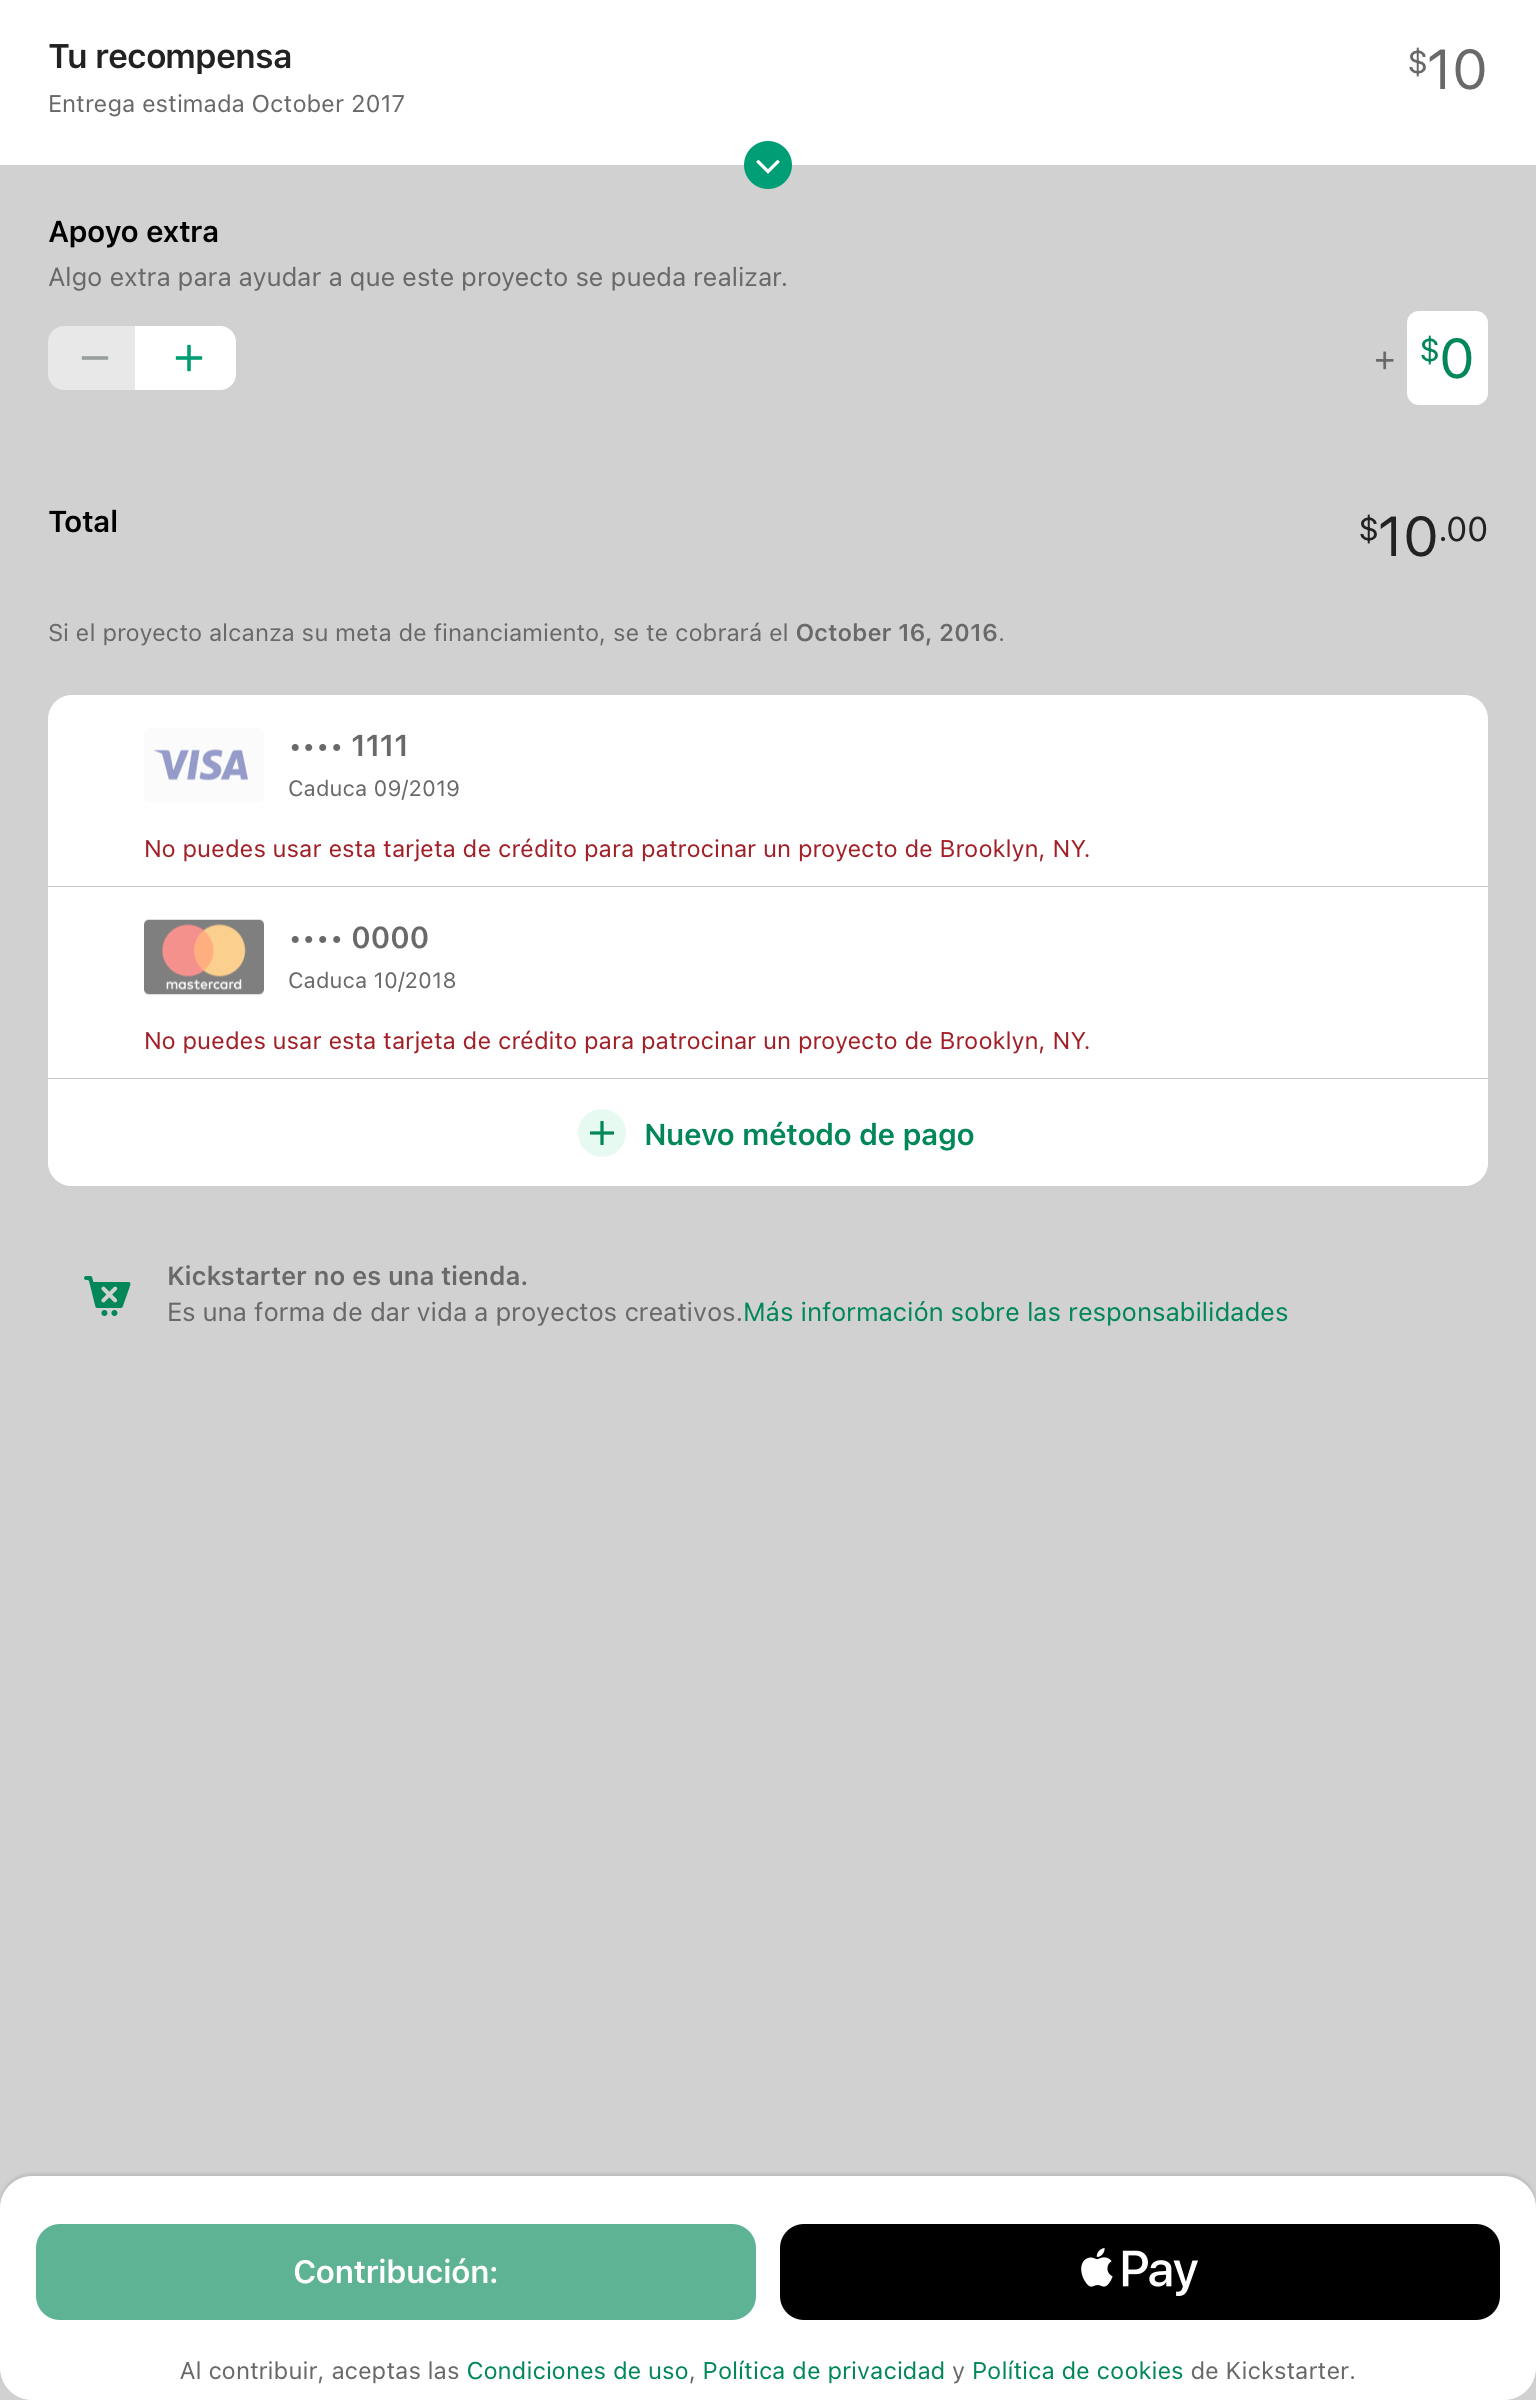 Tu recompensa
$10
Entrega estimada October 2017
Apoyo extra
Algo extra para ayudar a que este proyecto se pueda realizar.
+ $0
Total
$10.00
Si el proyecto alcanza su meta de financiamiento, se te cobrará el October 16, 2016.
VISA
•••• 1111
Caduca 09/2019
No puedes usar esta tarjeta de crédito para patrocinar un proyecto de Brooklyn, NY.
•••• 0000
mastercard
Caduca 10/2018
No puedes usar esta tarjeta de crédito para patrocinar un proyecto de Brooklyn, NY.
Nuevo método de pago
Kickstarter no es una tienda.
Es una forma de dar vida a proyectos creativos.Más información sobre las responsabilidades
Contribución:
Pay
Al contribuir, aceptas las Condiciones de uso, Política de privacidad y Política de cookies de Kickstarter.